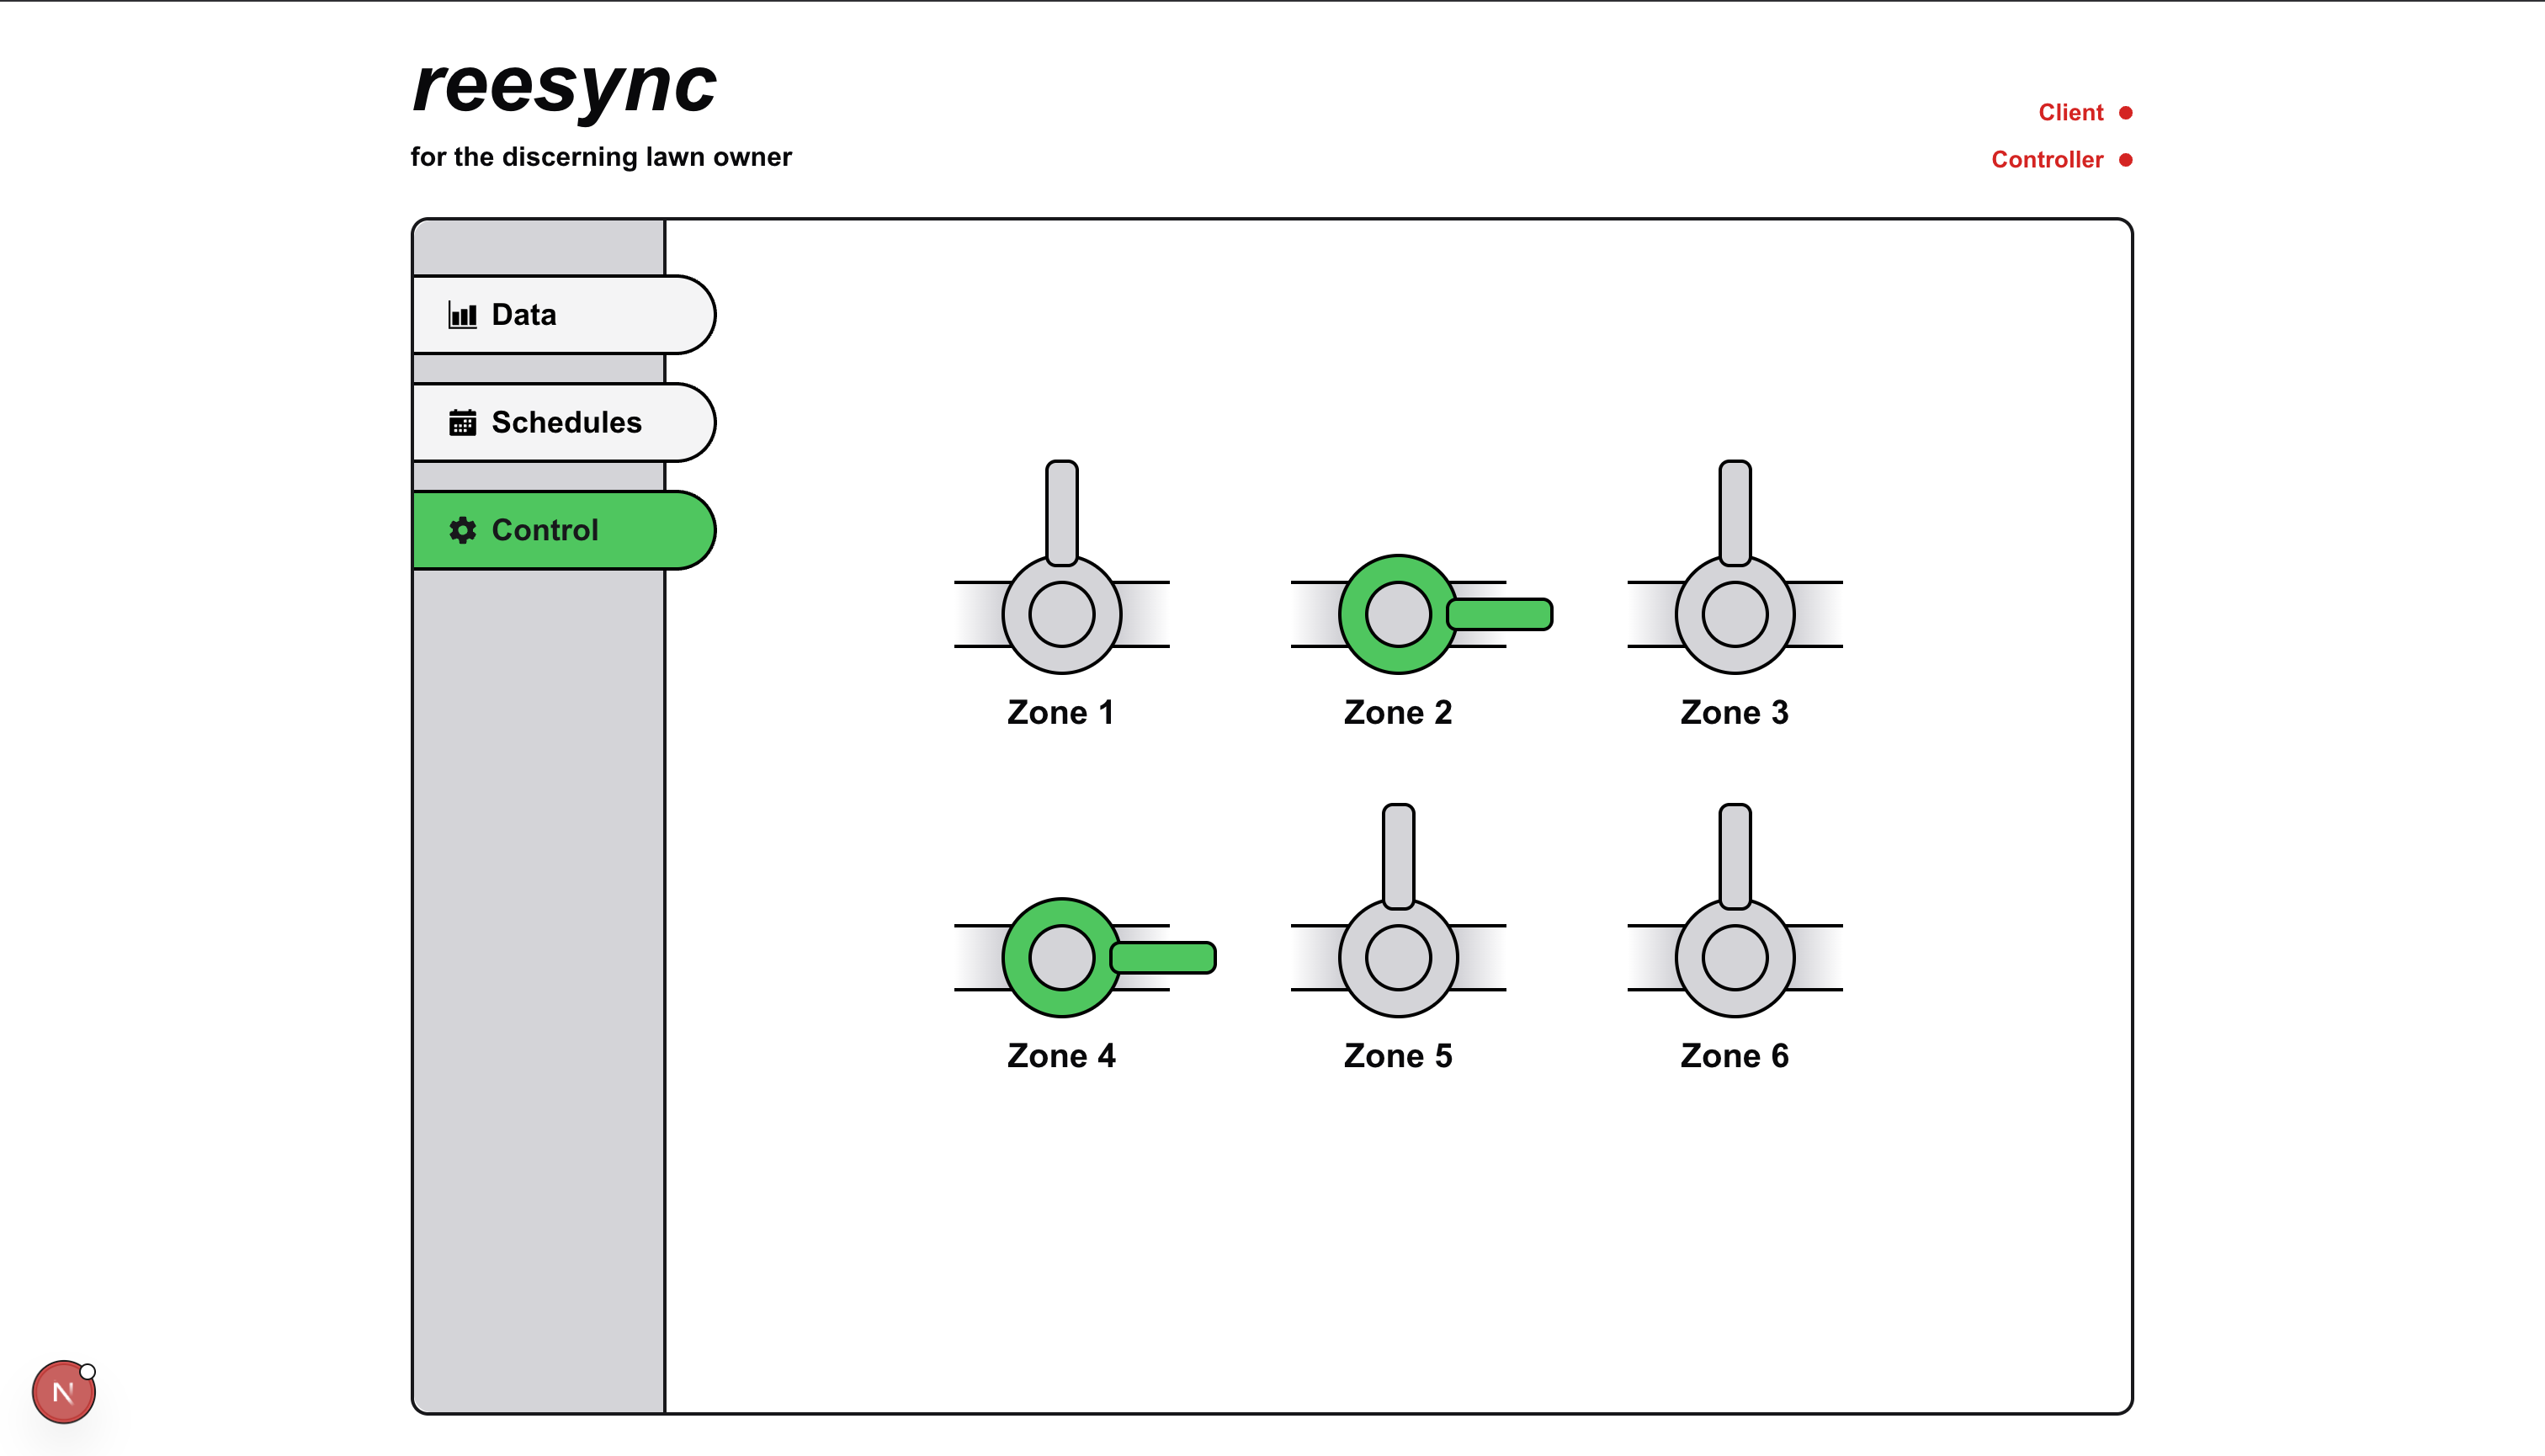 reesync
for the discerning lawn owner
Client
Controller
Data
Schedules
Control
Zone 1
Zone 2
Zone 3
Zone 4
Zone 5
Zone 6
N